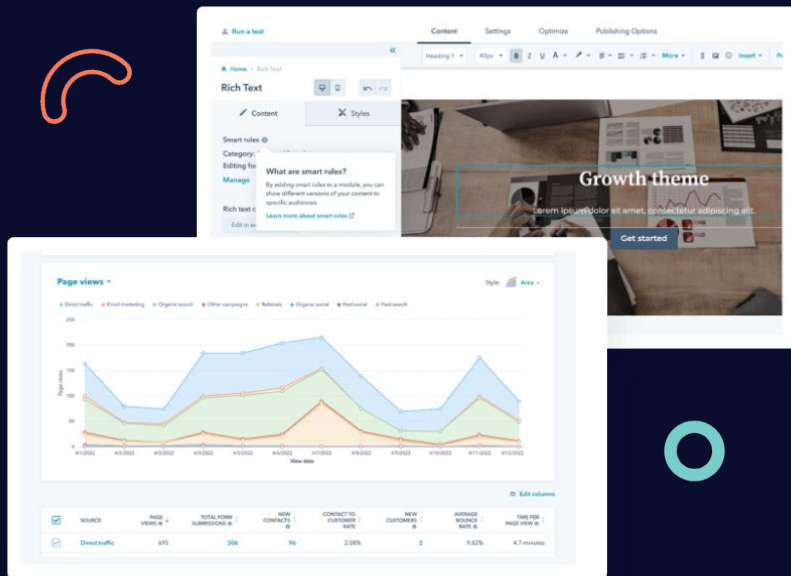 Run a test
Content Settings Optimize Publishing Options
Heading 1 40px B I U A More Insert
Home > Rich Text
Rich Text
Content Styles
Smart rules
Category:
Manage
What are smart rules?
By adding smart rules to a module, you can
show different versions of your content to
specific audiences.
Learn more about smart rules
Growth theme
Lorem ipsum dolor sit amet, consectetur adipiscing elit.
Get started
Page views
Style: Area
Direct traffic Email marketing Organic search Other campaigns Referrals Organic social Paid social Paid search
250
200
150
100
50
0
Page views
4/1/2022 4/2/2022 4/3/2022 4/4/2022 4/5/2022 4/6/2022 4/7/2022 4/8/2022 4/9/2022 4/10/2022 4/11/2022 4/12/2022
View date
Edit columns
SOURCE PAGE VIEWS TOTAL FORM SUBMISSIONS NEW CONTACTS CONTACT TO CUSTOMER RATE NEW CUSTOMERS AVERAGE BOUNCE RATE TIME PER PAGE VIEW
Direct traffic 695 306 96 2.08% 2 9.82% 4.7 minutes